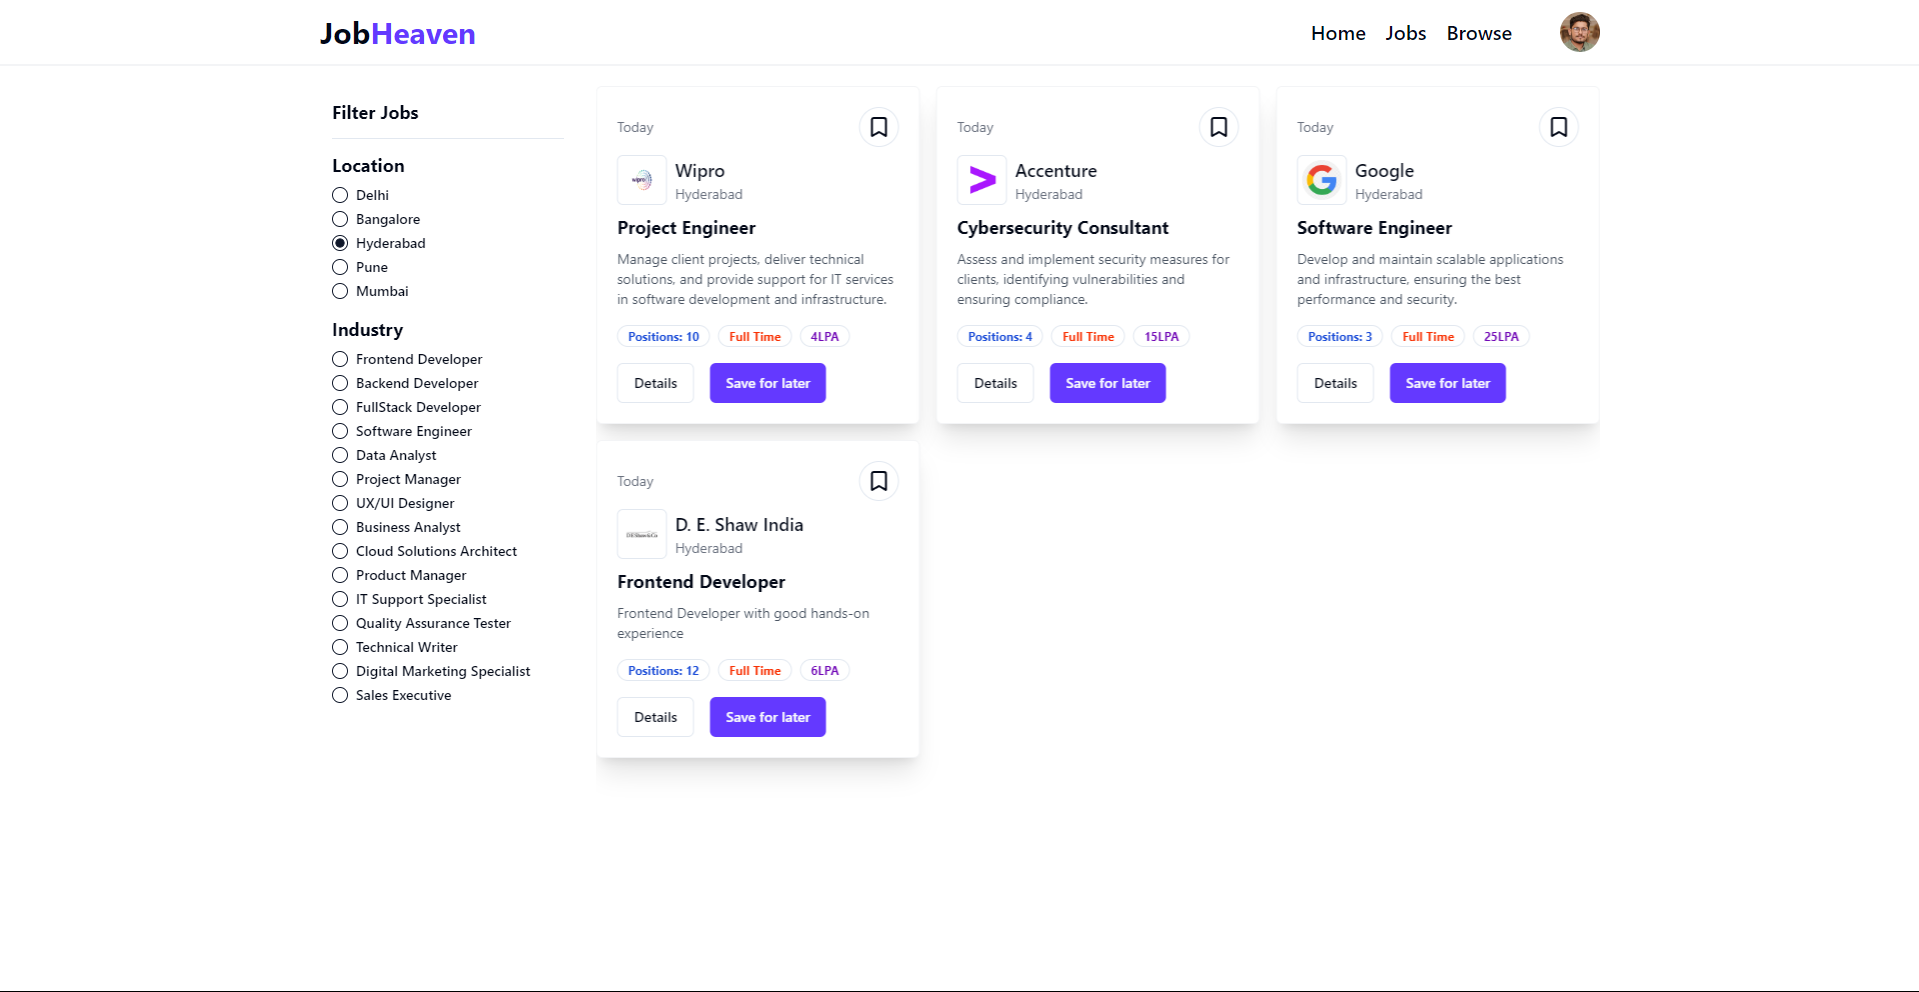 JobHeaven
Home Jobs Browse
Filter Jobs
Location
Delhi
Bangalore
Hyderabad
Pune
Mumbai
Industry
Frontend Developer
Backend Developer
FullStack Developer
Software Engineer
Data Analyst
Project Manager
UX/UI Designer
Business Analyst
Cloud Solutions Architect
Product Manager
IT Support Specialist
Quality Assurance Tester
Technical Writer
Digital Marketing Specialist
Sales Executive
Today
wipro
Wipro
Hyderabad
Project Engineer
Manage client projects, deliver technical
solutions, and provide support for IT services
in software development and infrastructure.
Positions: 10 Full Time 4LPA
Details Save for later
Today
Accenture
Hyderabad
Cybersecurity Consultant
Assess and implement security measures for
clients, identifying vulnerabilities and
ensuring compliance.
Positions: 4 Full Time 15LPA
Details Save for later
Today
Google
Hyderabad
Software Engineer
Develop and maintain scalable applications
and infrastructure, ensuring the best
performance and security.
Positions: 3 Full Time 25LPA
Details Save for later
Today
DE Shaw & Co
D. E. Shaw India
Hyderabad
Frontend Developer
Frontend Developer with good hands-on
experience
Positions: 12 Full Time 6LPA
Details Save for later